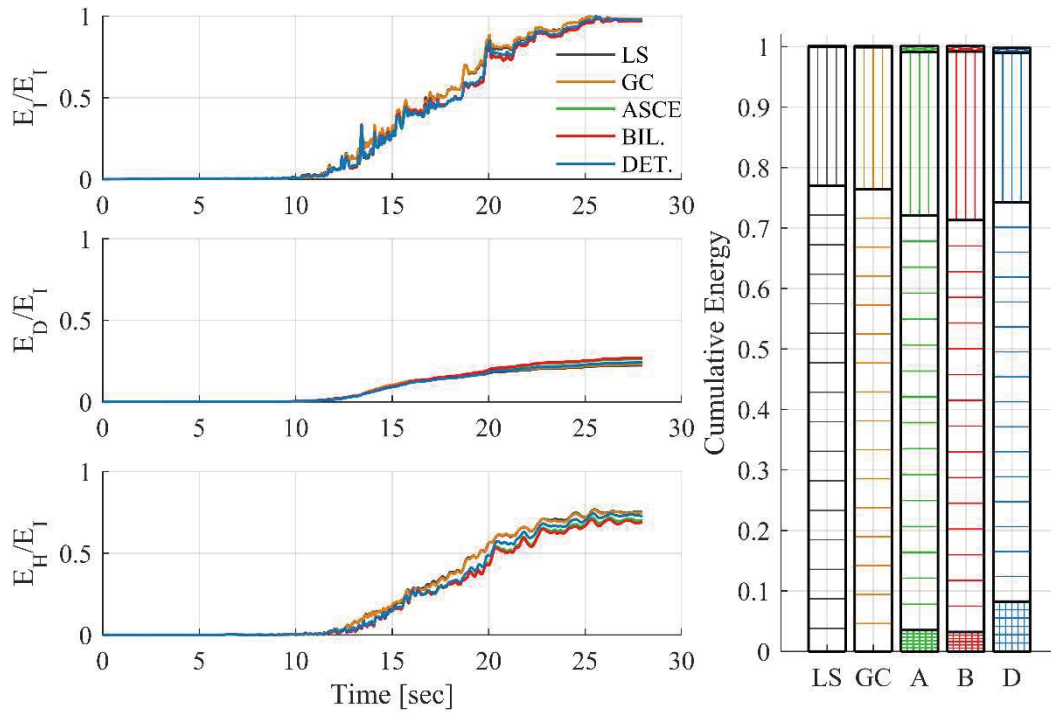 1
0.5
0
E_I/E_I
0 5 10 15 20 25 30
LS
GC
ASCE
BIL.
DET.
1
0.5
0
E_D/E_I
0 5 10 15 20 25 30
1
0.5
0
E_H/E_I
0 5 10 15 20 25 30
Time [sec]
Cumulative Energy
1
0.9
0.8
0.7
0.6
0.5
0.4
0.3
0.2
0.1
0
LS GC A B D